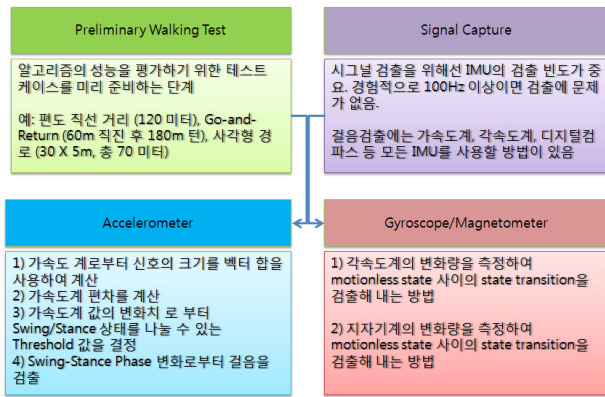 Preliminary Walking Test
알고리즘의 성능을 평가하기 위한 테스트
케이스를 미리 준비하는 단계
예: 편도 직선 거리 (120 미터), Go-and-
Return (60m 직진 후 180m 턴), 사각형 경
로 (30 X 5m, 총 70 미터)
Signal Capture
시그널 검출을 위해선 IMU의 검출 빈도가 중
요. 경험적으로 100Hz 이상이면 검출에 문제
가 없음.
걸음검출에는 가속도계, 각속도계, 디지털컴
파스 등 모든 IMU를 사용할 방법이 있음
Accelerometer
1) 가속도 계로부터 신호의 크기를 벡터 합을
사용하여 계산
2) 가속도계 편차를 계산
3) 가속도계 값의 변화치 로 부터
Swing/Stance 상태를 나눌 수 있는
Threshold 값을 결정
4) Swing-Stance Phase 변화로부터 걸음을
검출
Gyroscope/Magnetometer
1) 각속도계의 변화량을 측정하여
motionless state 사이의 state transition을
검출해 내는 방법
2) 지자기계의 변화량을 측정하여
motionless state 사이의 state transition을
검출해 내는 방법